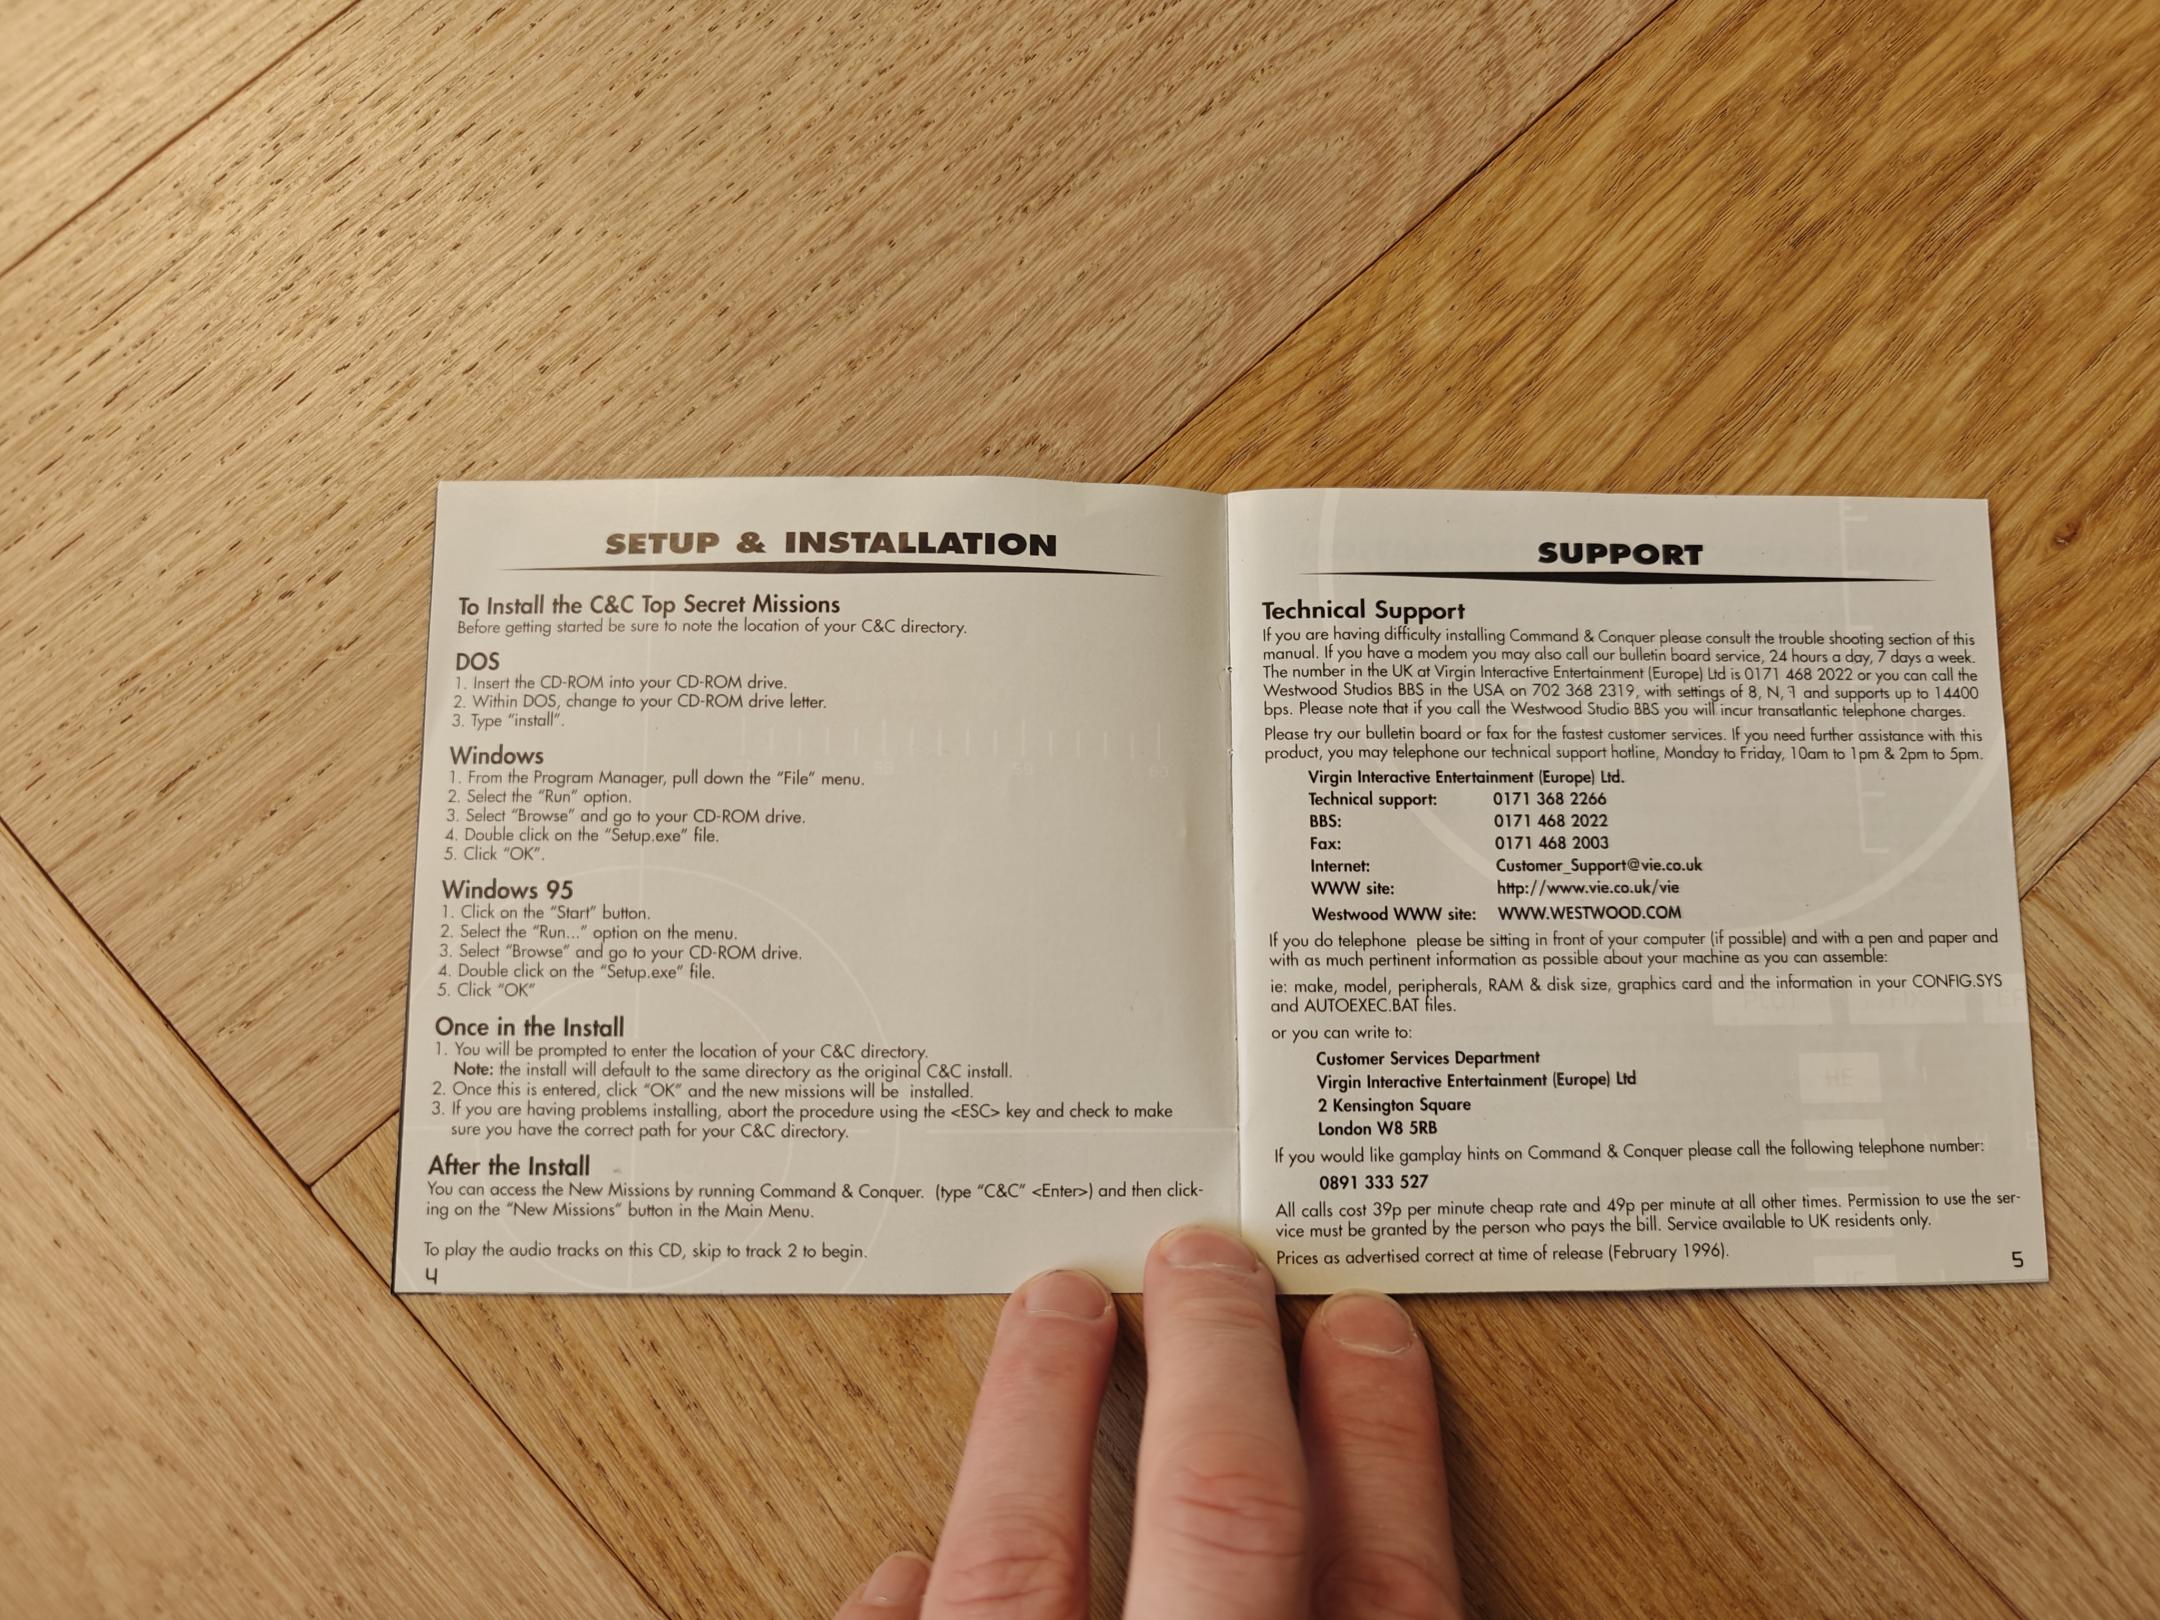 SETUP & INSTALLATION
To Install the C&C Top Secret Missions
Before getting started be sure to note the location of your C&C directory.
DOS
1. Insert the CD-ROM into your CD-ROM drive.
2. Within DOS, change to your CD-ROM drive letter.
3. Type “install”.
Windows
1. From the Program Manager, pull down the “File” menu.
2. Select the “Run” option.
3. Select “Browse” and go to your CD-ROM drive.
4. Double click on the “Setup.exe” file.
5. Click “OK”.
Windows 95
1. Click on the “Start” button.
2. Select the “Run...” option on the menu.
3. Select “Browse” and go to your CD-ROM drive.
4. Double click on the “Setup.exe” file.
5. Click “OK”
Once in the Install
1. You will be prompted to enter the location of your C&C directory.
Note: the install will default to the same directory as the original C&C install.
2. Once this is entered, click “OK” and the new missions will be installed.
3. If you are having problems installing, abort the procedure using the <ESC> key and check to make
sure you have the correct path for your C&C directory.
After the Install
You can access the New Missions by running Command & Conquer. (type “C&C” <Enter>) and then click-
ing on the “New Missions” button in the Main Menu.
To play the audio tracks on this CD, skip to track 2 to begin.
4
SUPPORT
Technical Support
If you are having difficulty installing Command & Conquer please consult the trouble shooting section of this
manual. If you have a modem you may also call our bulletin board service, 24 hours a day, 7 days a week.
The number in the UK at Virgin Interactive Entertainment (Europe) Ltd is 0171 468 2022 or you can call the
Westwood Studios BBS in the USA on 702 368 2319, with settings of 8, N, 1 and supports up to 14400
bps. Please note that if you call the Westwood Studio BBS you will incur transatlantic telephone charges.
Please try our bulletin board or fax for the fastest customer services. If you need further assistance with this
product, you may telephone our technical support hotline, Monday to Friday, 10am to 1pm & 2pm to 5pm.
Virgin Interactive Entertainment (Europe) Ltd.
Technical support: 0171 368 2266
BBS: 0171 468 2022
Fax: 0171 468 2003
Internet: Customer_Support@vie.co.uk
WWW site: http://www.vie.co.uk/vie
Westwood WWW site: WWW.WESTWOOD.COM
If you do telephone please be sitting in front of your computer (if possible) and with a pen and paper and
with as much pertinent information as possible about your machine as you can assemble:
ie: make, model, peripherals, RAM & disk size, graphics card and the information in your CONFIG.SYS
and AUTOEXEC.BAT files.
or you can write to:
Customer Services Department
Virgin Interactive Entertainment (Europe) Ltd
2 Kensington Square
London W8 5RB
If you would like gamplay hints on Command & Conquer please call the following telephone number:
0891 333 527
All calls cost 39p per minute cheap rate and 49p per minute at all other times. Permission to use the ser-
vice must be granted by the person who pays the bill. Service available to UK residents only.
Prices as advertised correct at time of release (February 1996).
5